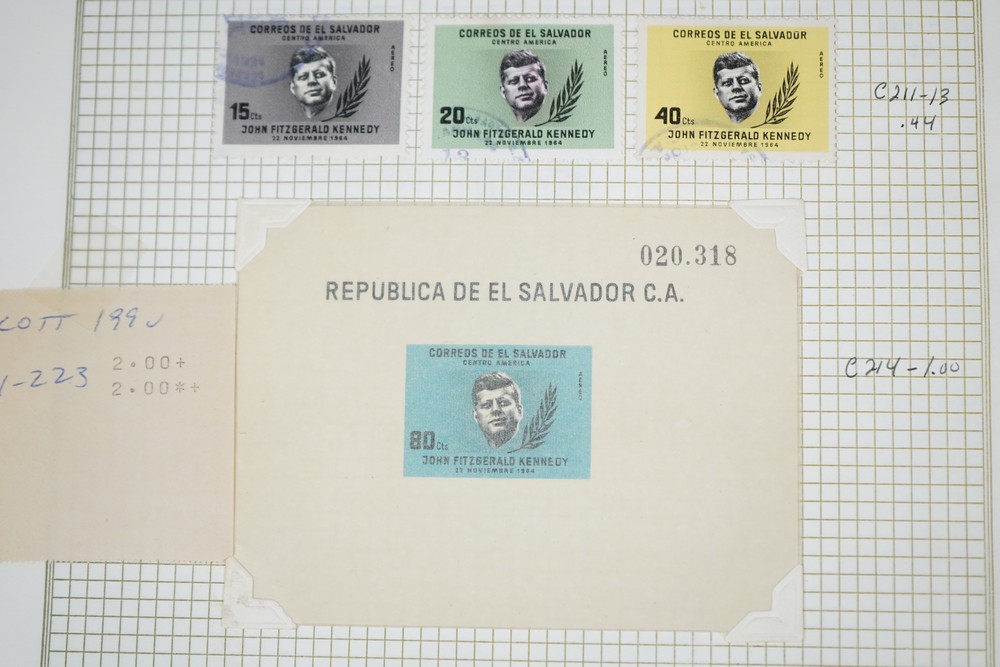 CORREOS DE EL SALVADOR
CENTRO AMERICA
AEREO
15 Cts
JOHN FITZGERALD KENNEDY
22 NOVIEMBRE 1964
CORREOS DE EL SALVADOR
CENTRO AMERICA
AEREO
20 Cts
JOHN FITZGERALD KENNEDY
22 NOVIEMBRE 1964
CORREOS DE EL SALVADOR
CENTRO AMERICA
AEREO
40 Cts
JOHN FITZGERALD KENNEDY
22 NOVIEMBRE 1964
C211-13
.44
020.318
REPUBLICA DE EL SALVADOR C.A.
CORREOS DE EL SALVADOR
CENTRO AMERICA
AEREO
80 Cts
JOHN FITZGERALD KENNEDY
22 NOVIEMBRE 1964
C214-1.00
COTT 199
-223
2.00+
2.00*+